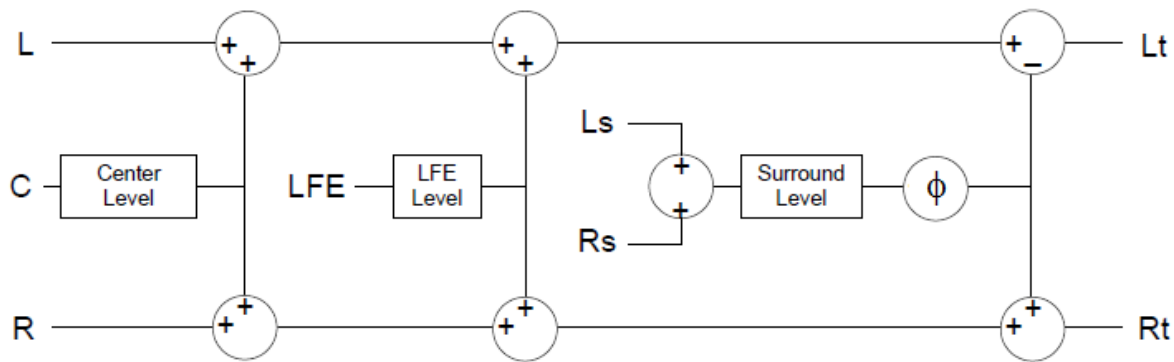 L
+
+
+
+
+
−
Lt
Ls
C
Center
Level
LFE
LFE
Level
+
+
Surround
Level
ϕ
Rs
R
+
+
+
+
+
+
Rt